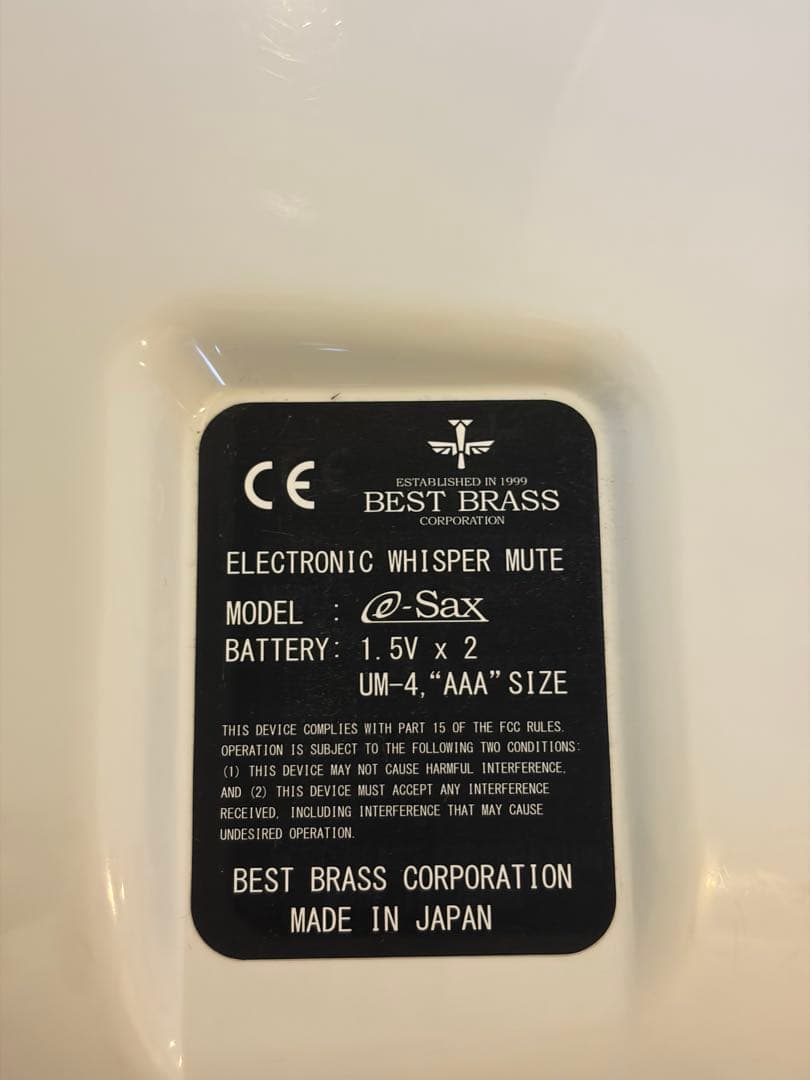 CE
ESTABLISHED IN 1999
BEST BRASS
CORPORATION
ELECTRONIC WHISPER MUTE
MODEL : e-Sax
BATTERY: 1.5V x 2
UM-4,“AAA” SIZE
THIS DEVICE COMPLIES WITH PART 15 OF THE FCC RULES.
OPERATION IS SUBJECT TO THE FOLLOWING TWO CONDITIONS:
(1) THIS DEVICE MAY NOT CAUSE HARMFUL INTERFERENCE,
AND (2) THIS DEVICE MUST ACCEPT ANY INTERFERENCE
RECEIVED, INCLUDING INTERFERENCE THAT MAY CAUSE
UNDESIRED OPERATION.
BEST BRASS CORPORATION
MADE IN JAPAN